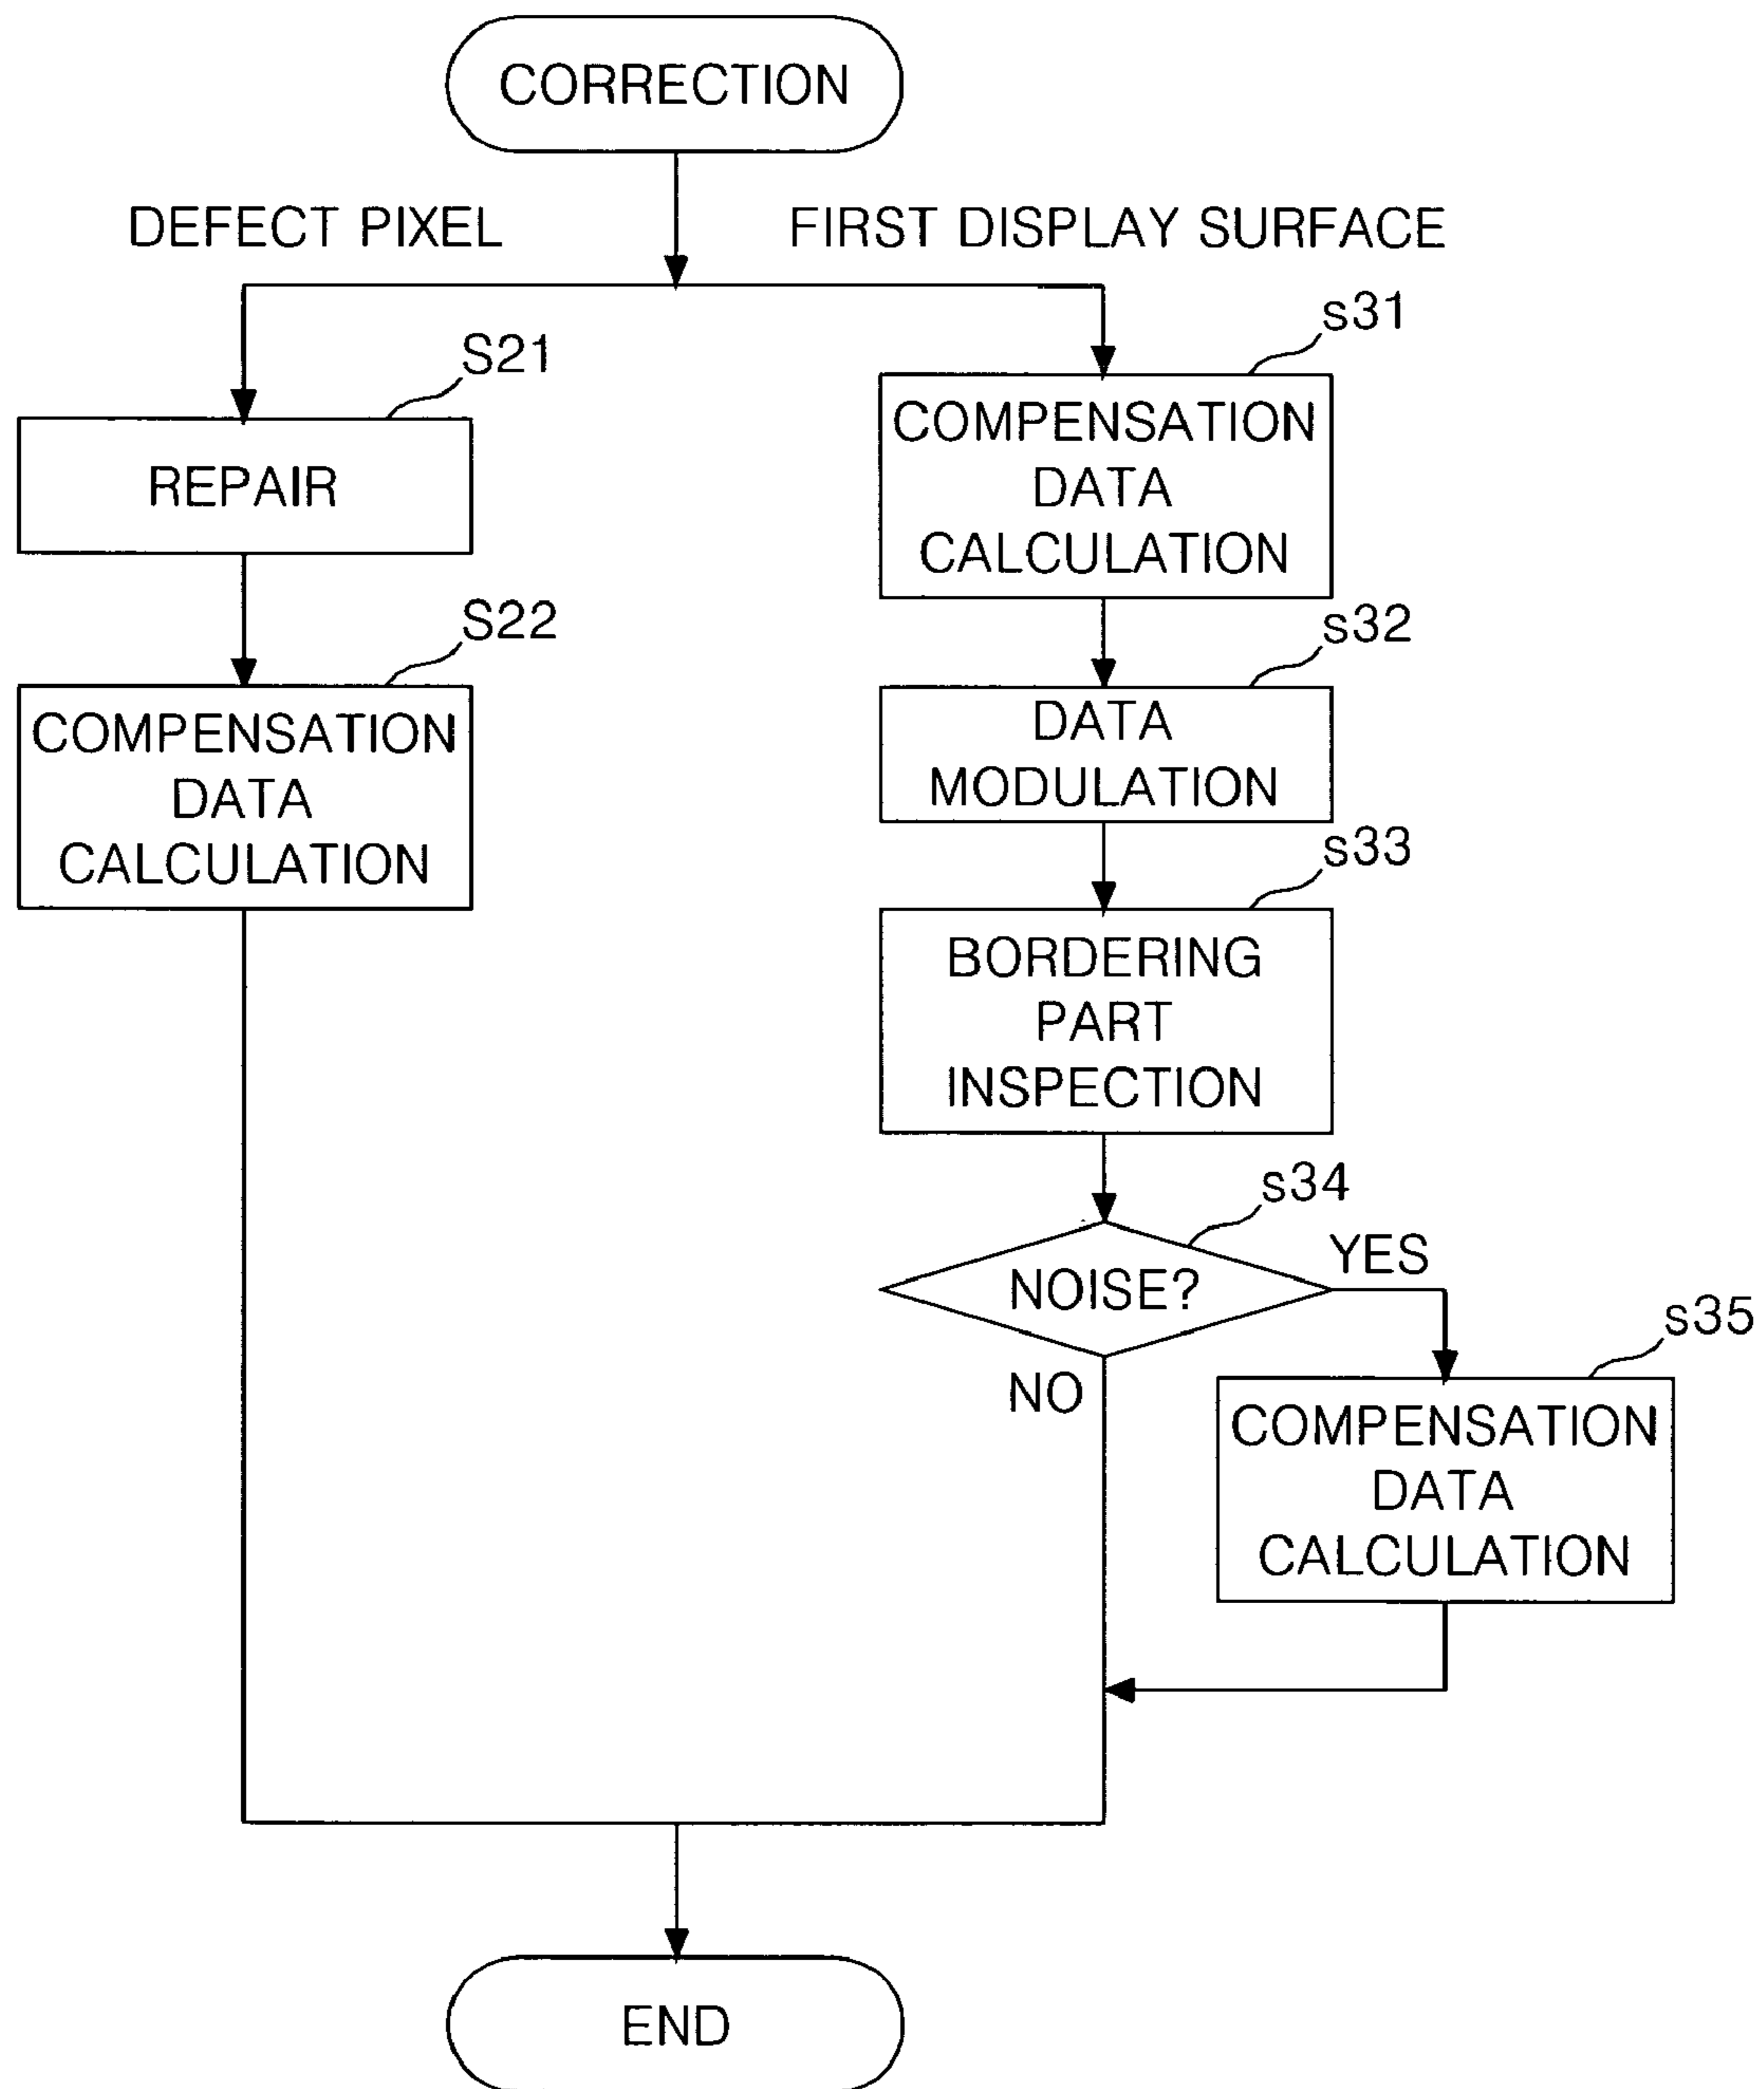 CORRECTION
DEFECT PIXEL
FIRST DISPLAY SURFACE
S21
REPAIR
S22
COMPENSATION
DATA
CALCULATION
s31
COMPENSATION
DATA
CALCULATION
s32
DATA
MODULATION
s33
BORDERING
PART
INSPECTION
s34
NOISE?
YES
NO
s35
COMPENSATION
DATA
CALCULATION
END